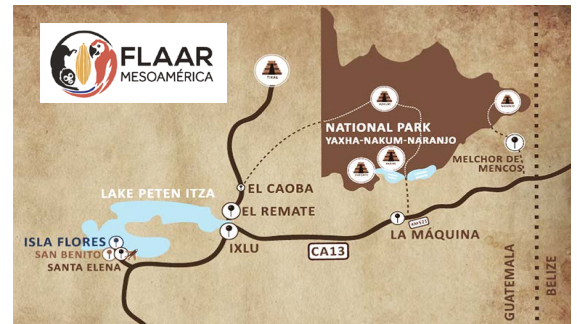 FLAAR
MESOAMÉRICA
TIKAL
NAKUM
NATIONAL PARK
YAXHA-NAKUM-NARANJO
MELCHOR DE
MENCOS
EL CAOBA
LAKE PETEN ITZA
EL REMATE
LA MÁQUINA
IXLU
CA13
ISLA FLORES
SAN BENITO
SANTA ELENA
GUATEMALA
BELIZE